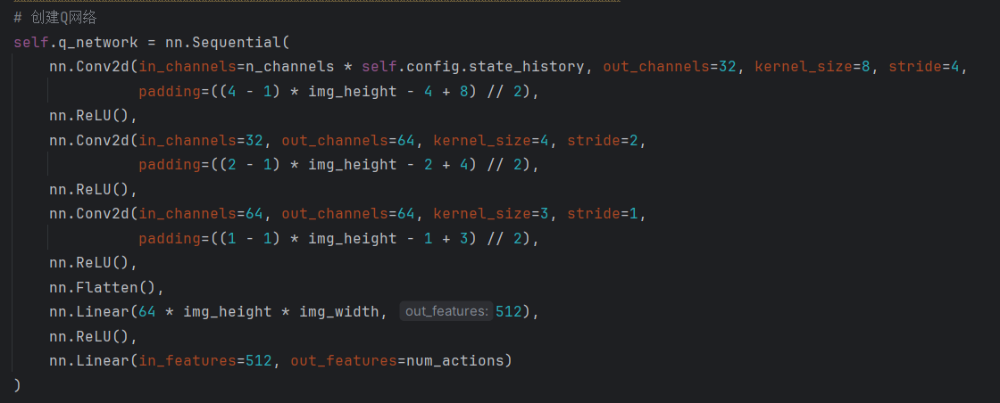 # 创建Q网络
self.q_network = nn.Sequential(
    nn.Conv2d(in_channels=n_channels * self.config.state_history, out_channels=32, kernel_size=8, stride=4,
              padding=((4 - 1) * img_height - 4 + 8) // 2),
    nn.ReLU(),
    nn.Conv2d(in_channels=32, out_channels=64, kernel_size=4, stride=2,
              padding=((2 - 1) * img_height - 2 + 4) // 2),
    nn.ReLU(),
    nn.Conv2d(in_channels=64, out_channels=64, kernel_size=3, stride=1,
              padding=((1 - 1) * img_height - 1 + 3) // 2),
    nn.ReLU(),
    nn.Flatten(),
    nn.Linear(64 * img_height * img_width, out_features: 512),
    nn.ReLU(),
    nn.Linear(in_features=512, out_features=num_actions)
)